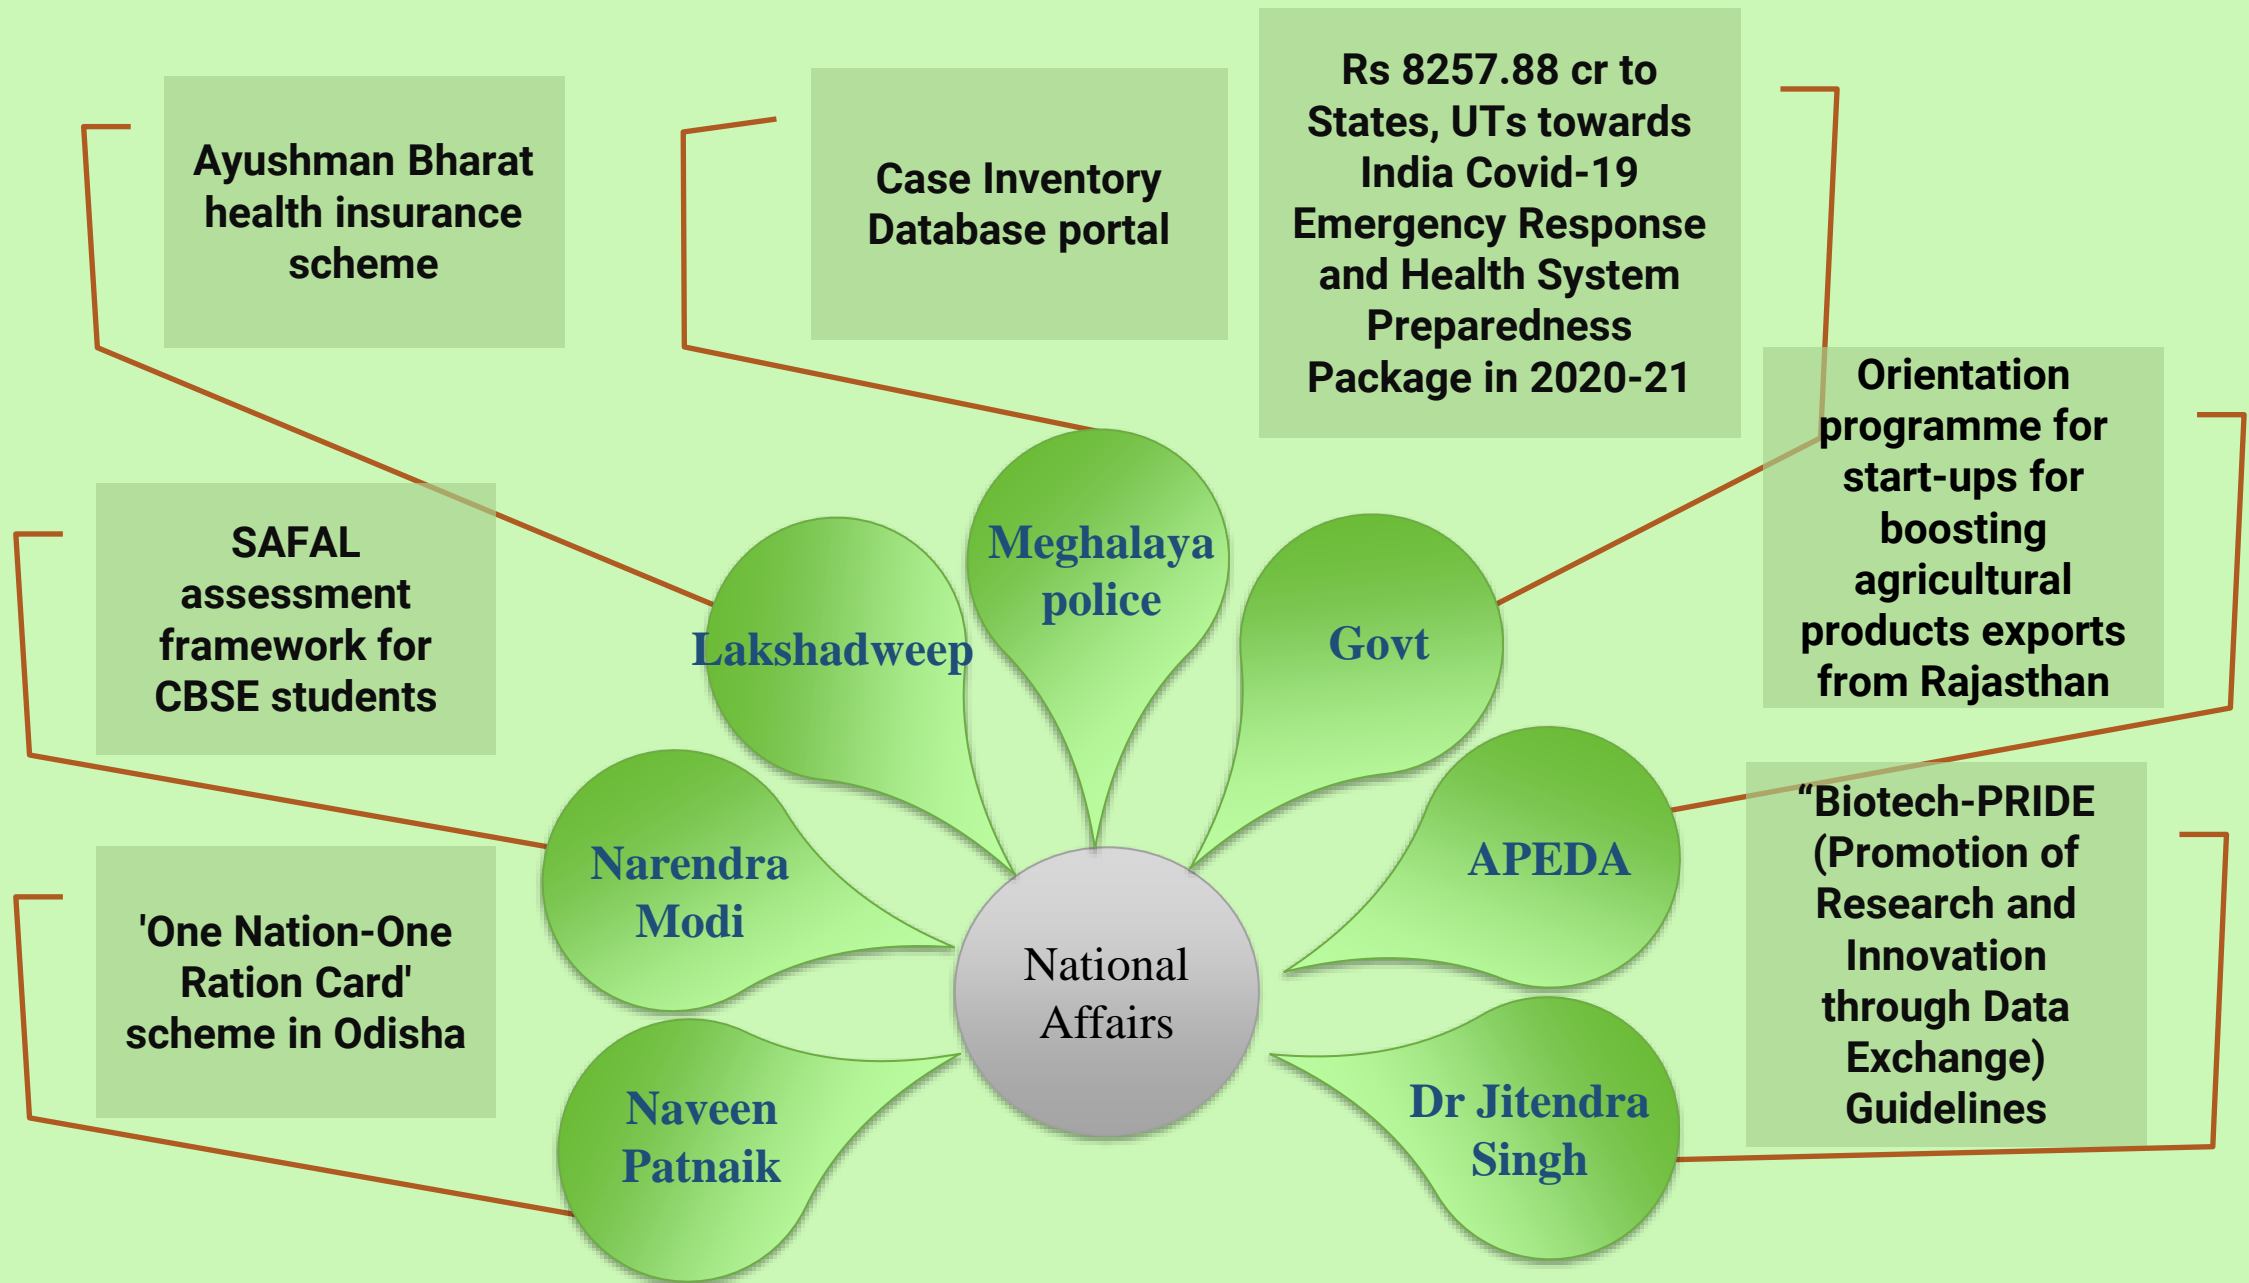 Ayushman Bharat
health insurance
scheme
Case Inventory
Database portal
Rs 8257.88 cr to
States, UTs towards
India Covid-19
Emergency Response
and Health System
Preparedness
Package in 2020-21
Orientation
programme for
start-ups for
boosting
agricultural
products exports
from Rajasthan
SAFAL
assessment
framework for
CBSE students
Lakshadweep
Meghalaya
police
Govt
Narendra
Modi
APEDA
“Biotech-PRIDE
(Promotion of
Research and
Innovation
through Data
Exchange)
Guidelines
'One Nation-One
Ration Card'
scheme in Odisha
National
Affairs
Naveen
Patnaik
Dr Jitendra
Singh